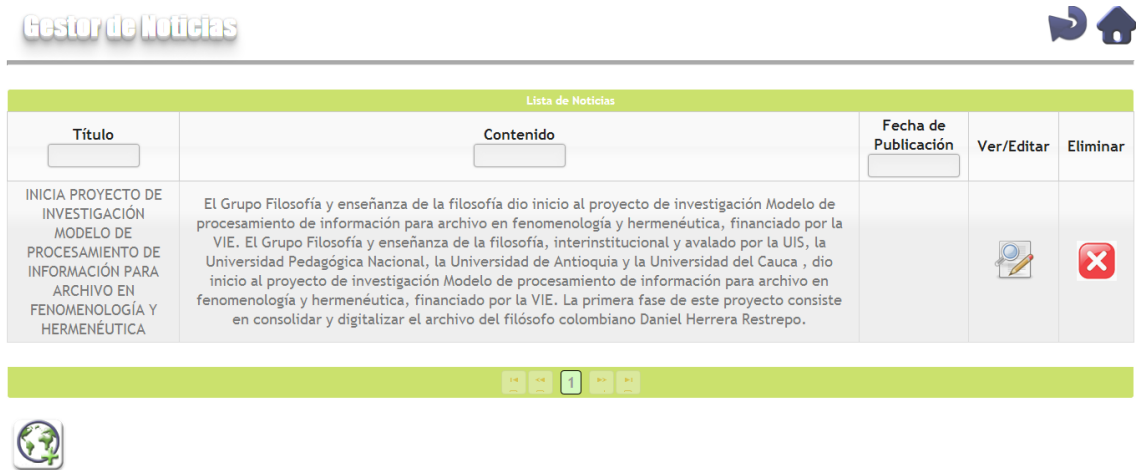 Gestor de Noticias
Lista de Noticias
Título
Contenido
Fecha de
Publicación
Ver/Editar
Eliminar
INICIA PROYECTO DE
INVESTIGACIÓN
MODELO DE
PROCESAMIENTO DE
INFORMACIÓN PARA
ARCHIVO EN
FENOMENOLOGÍA Y
HERMENÉUTICA
El Grupo Filosofía y enseñanza de la filosofía dio inicio al proyecto de investigación Modelo de
procesamiento de información para archivo en fenomenología y hermenéutica, financiado por la
VIE. El Grupo Filosofía y enseñanza de la filosofía, interinstitucional y avalado por la UIS, la
Universidad Pedagógica Nacional, la Universidad de Antioquia y la Universidad del Cauca , dio
inicio al proyecto de investigación Modelo de procesamiento de información para archivo en
fenomenología y hermenéutica, financiado por la VIE. La primera fase de este proyecto consiste
en consolidar y digitalizar el archivo del filósofo colombiano Daniel Herrera Restrepo.
1